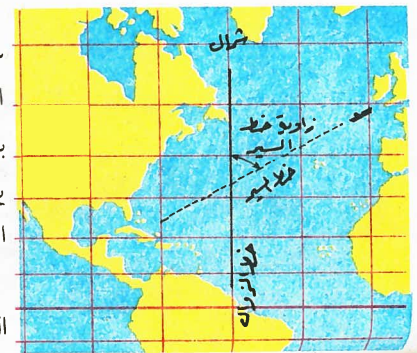 شمال
زاوية خط
السير
خط السير
خط الزوال